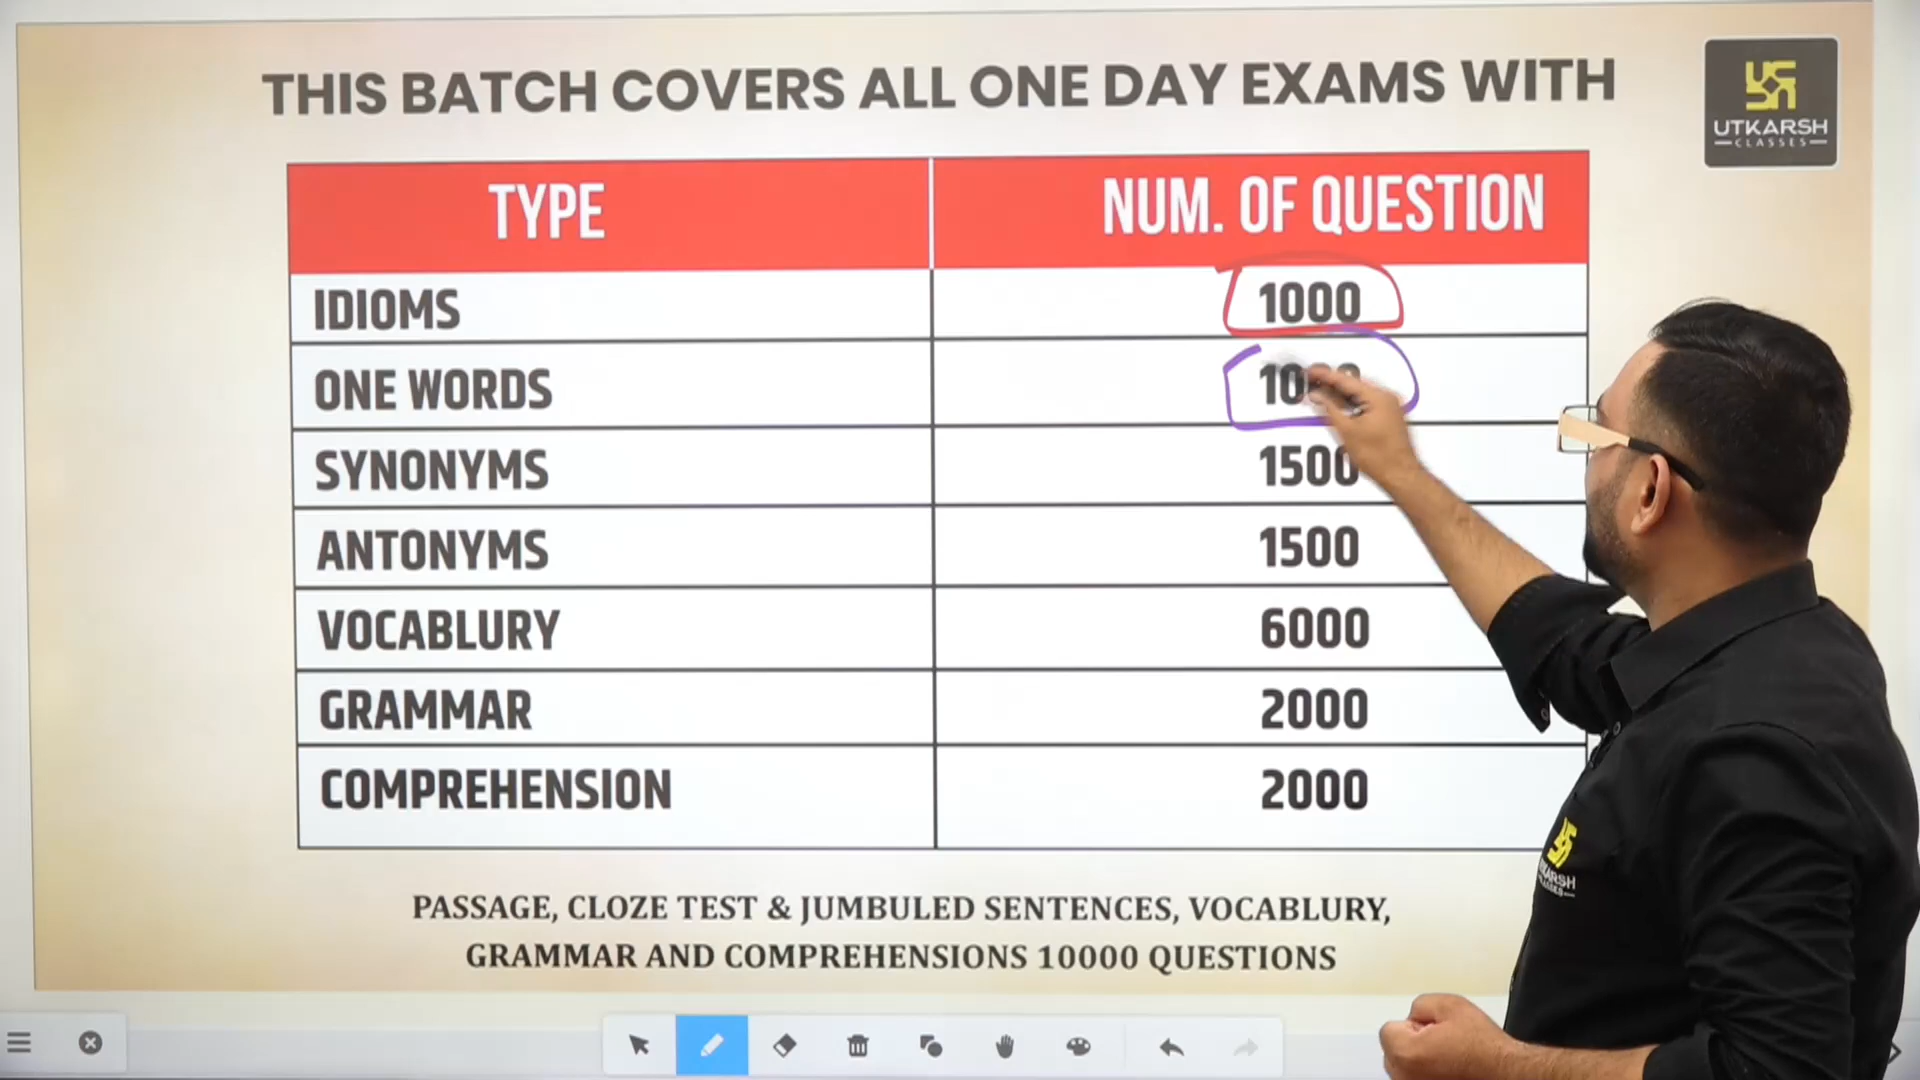 THIS BATCH COVERS ALL ONE DAY EXAMS WITH
UTKARSH
CLASSES
TYPE NUM. OF QUESTION
IDIOMS 1000
ONE WORDS
SYNONYMS 1500
ANTONYMS 1500
VOCABLURY 6000
GRAMMAR 2000
COMPREHENSION 2000
PASSAGE, CLOZE TEST & JUMBULED SENTENCES, VOCABLURY,
GRAMMAR AND COMPREHENSIONS 10000 QUESTIONS